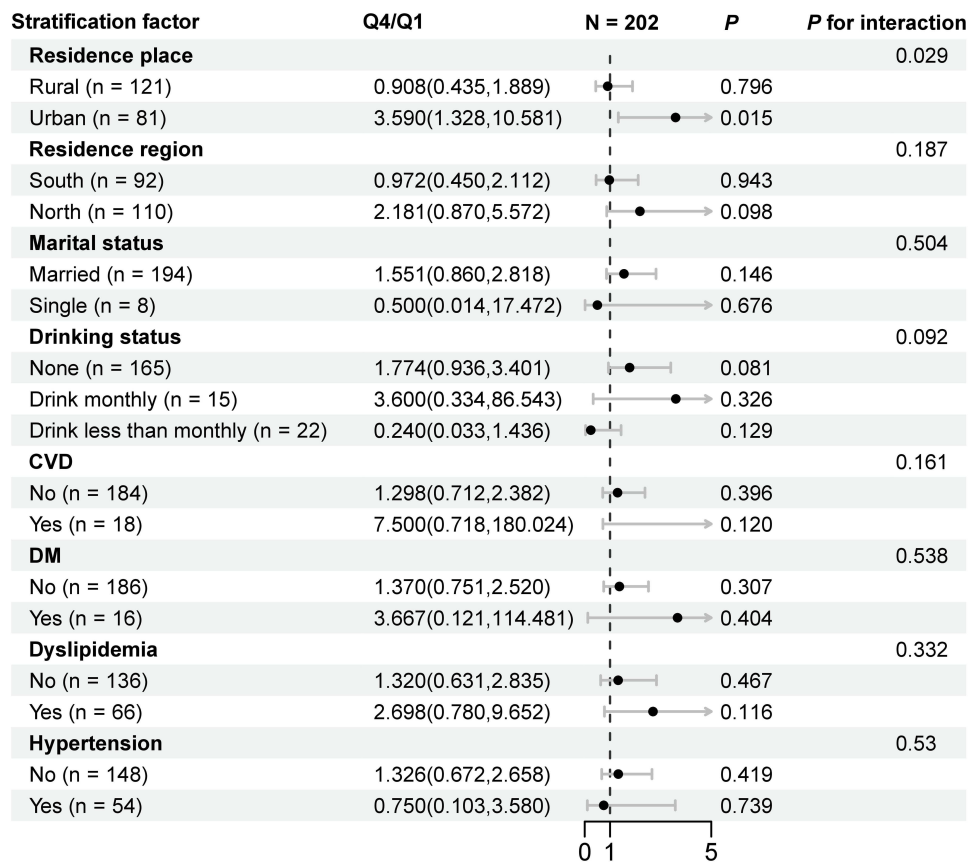 Stratification factor Q4/Q1 N = 202 P P for interaction
Residence place 0.029
Rural (n = 121) 0.908(0.435,1.889) 0.796
Urban (n = 81) 3.590(1.328,10.581) 0.015
Residence region 0.187
South (n = 92) 0.972(0.450,2.112) 0.943
North (n = 110) 2.181(0.870,5.572) 0.098
Marital status 0.504
Married (n = 194) 1.551(0.860,2.818) 0.146
Single (n = 8) 0.500(0.014,17.472) 0.676
Drinking status 0.092
None (n = 165) 1.774(0.936,3.401) 0.081
Drink monthly (n = 15) 3.600(0.334,86.543) 0.326
Drink less than monthly (n = 22) 0.240(0.033,1.436) 0.129
CVD 0.161
No (n = 184) 1.298(0.712,2.382) 0.396
Yes (n = 18) 7.500(0.718,180.024) 0.120
DM 0.538
No (n = 186) 1.370(0.751,2.520) 0.307
Yes (n = 16) 3.667(0.121,114.481) 0.404
Dyslipidemia 0.332
No (n = 136) 1.320(0.631,2.835) 0.467
Yes (n = 66) 2.698(0.780,9.652) 0.116
Hypertension 0.53
No (n = 148) 1.326(0.672,2.658) 0.419
Yes (n = 54) 0.750(0.103,3.580) 0.739
0 1 5